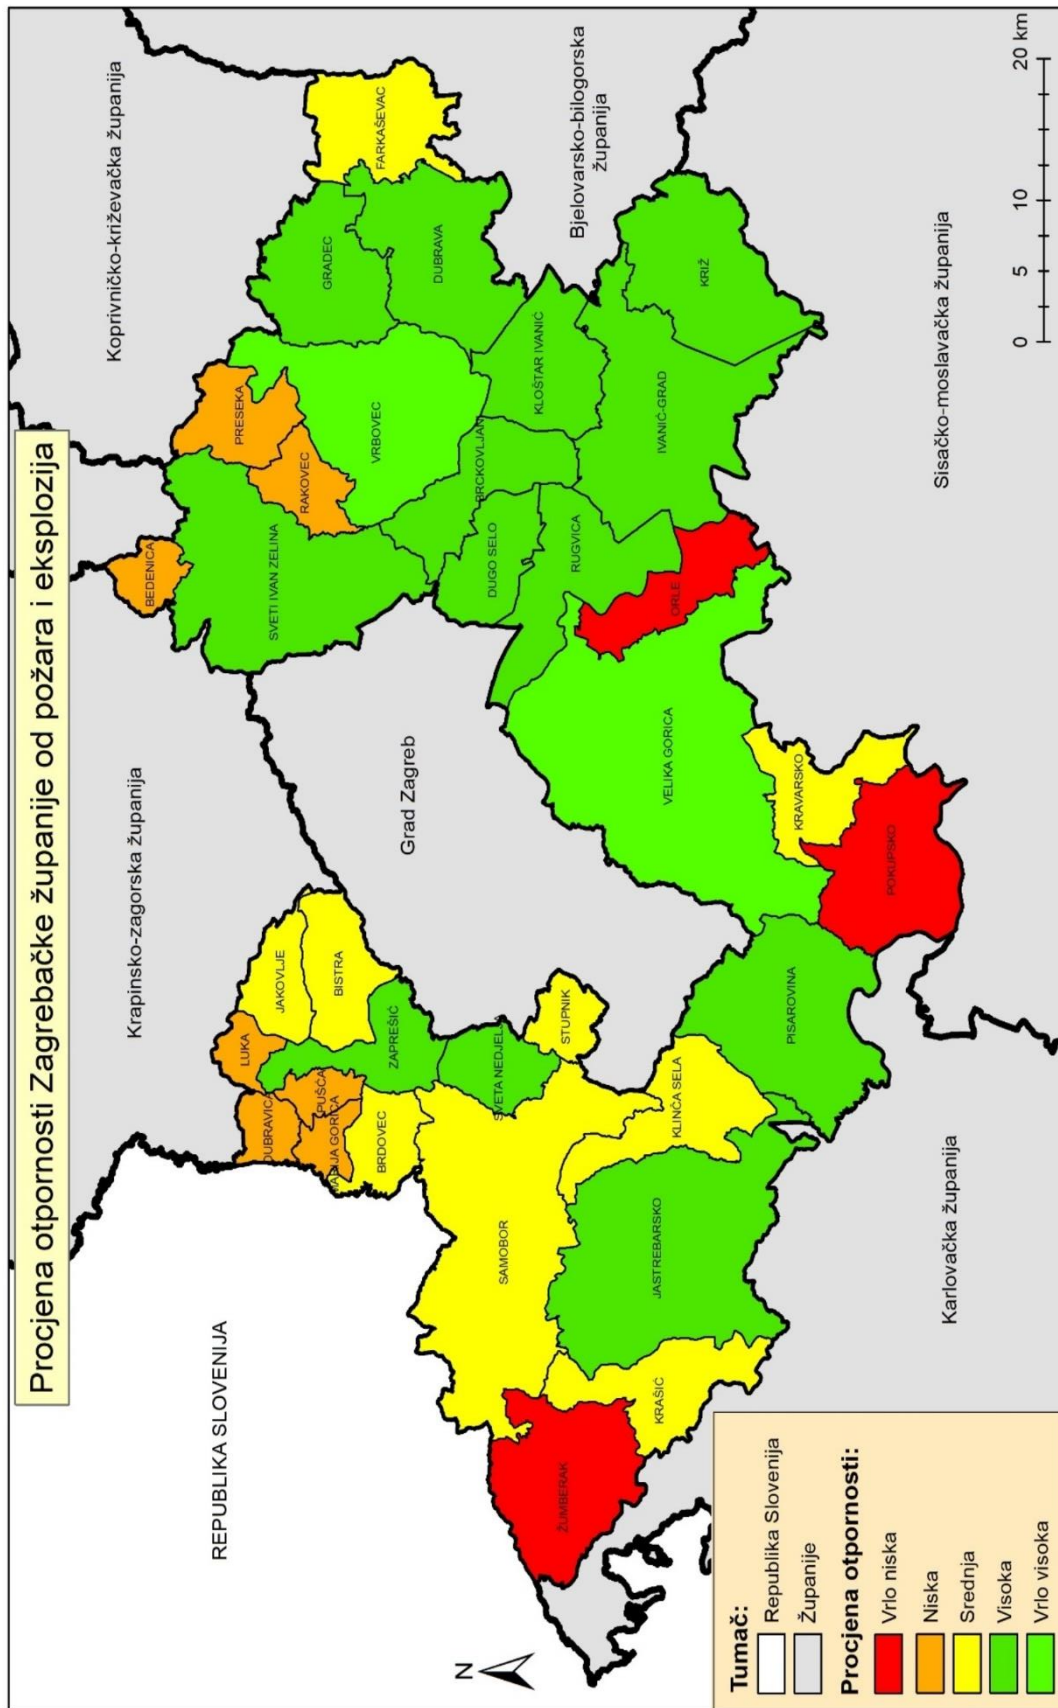 Procjena otpornosti Zagrebačke županije od požara i eksplozija
Krapinsko-zagorska županija
Koprivničko-križevačka županija
REPUBLIKA SLOVENIJA
Grad Zagreb
Bjelovarsko-bilogorska
županija
Sisačko-moslavačka županija
Karlovačka županija
BEDENICA
PRESEKA
RAKOVEC
SVETI IVAN ZELINA
GRADEC
FARKAŠEVAC
DUBRAVA
VRBOVEC
BRCKOVLJAN
KLOŠTAR IVANIĆ
DUGO SELO
RUGVICA
IVANIĆ-GRAD
KRIŽ
ORLE
VELIKA GORICA
KRAVARSKO
POKUPSKO
PISAROVINA
LUKA
JAKOVLJE
BISTRA
DUBRAVICA
PUŠĆA
MARIJA GORICA
ZAPREŠIĆ
BRDOVEC
SVETA NEDJELJA
STUPNIK
SAMOBOR
KLINČA SELA
JASTREBARSKO
KRAŠIĆ
ŽUMBERAK
N
Tumač:
Republika Slovenija
Županije
Procjena otpornosti:
Vrlo niska
Niska
Srednja
Visoka
Vrlo visoka
0 5 10 20 km